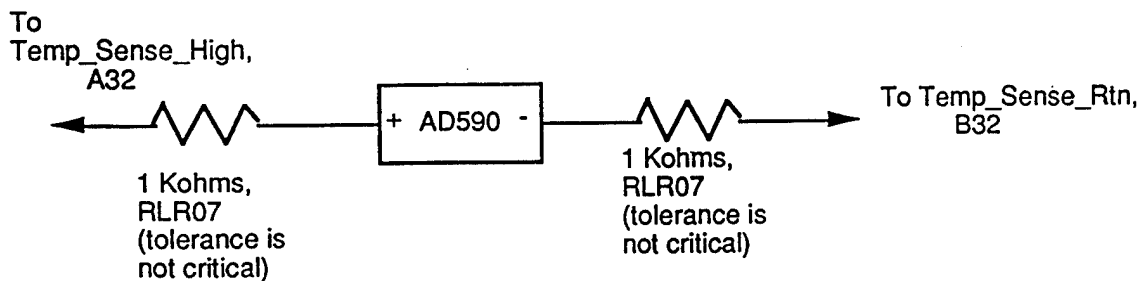 To
Temp_Sense_High,
A32
+ AD590 -
To Temp_Sense_Rtn,
B32
1 Kohms,
RLR07
(tolerance is
not critical)
1 Kohms,
RLR07
(tolerance is
not critical)